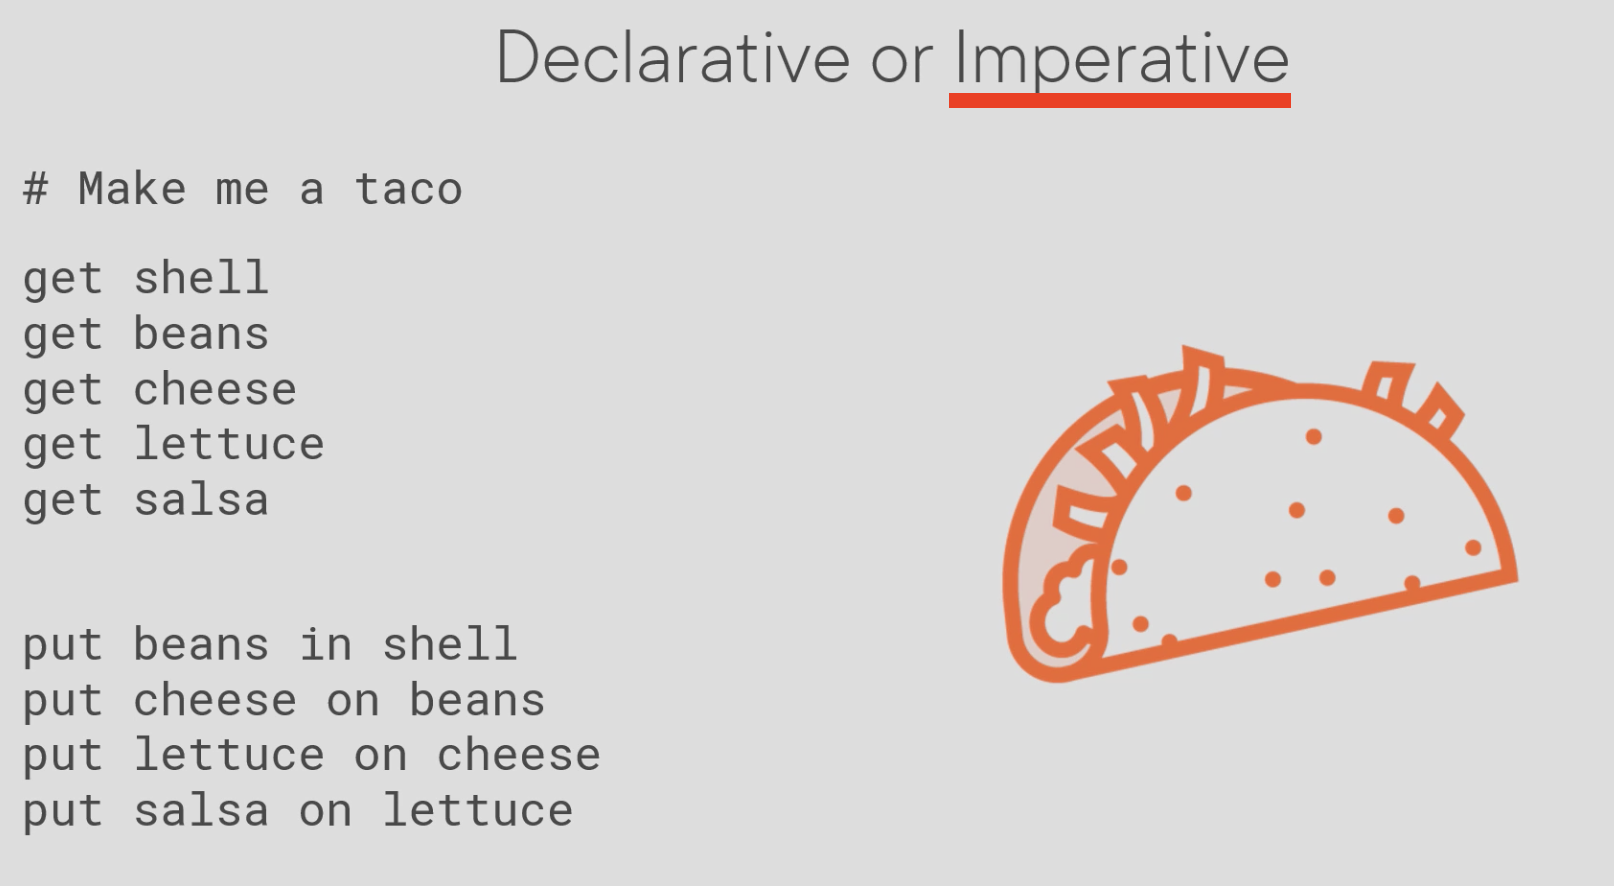 Declarative or Imperative
# Make me a taco
get shell
get beans
get cheese
get lettuce
get salsa
put beans in shell
put cheese on beans
put lettuce on cheese
put salsa on lettuce